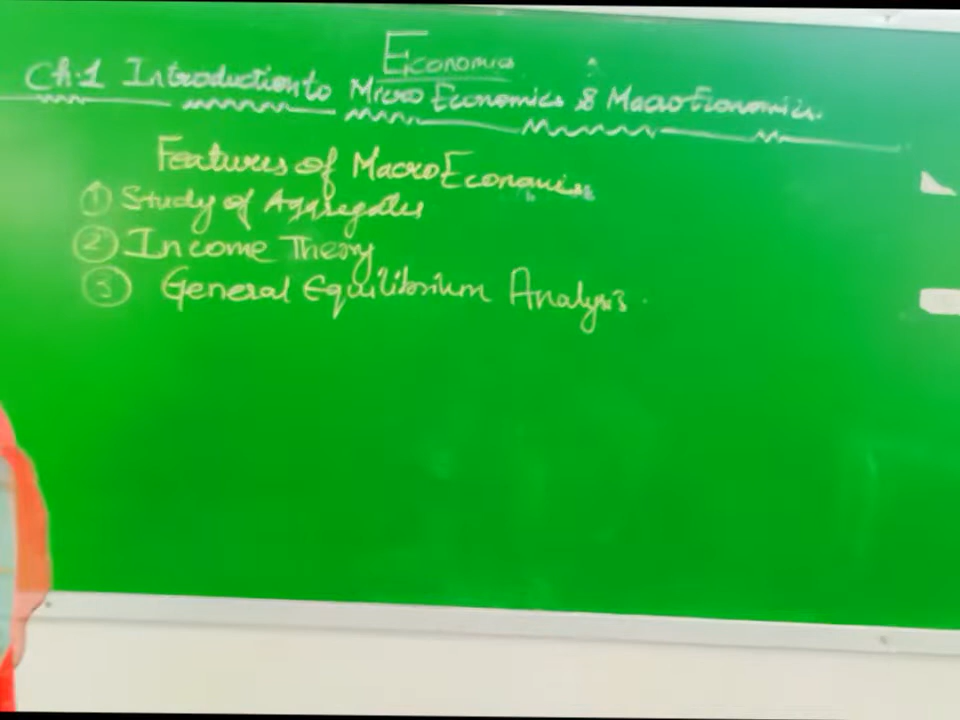 Economics
Ch.1 Introduction to Micro Economics & Macro Economics.
Features of Macro Economics
① Study of Aggregates
② Income Theory
③ General Equilibrium Analysis.